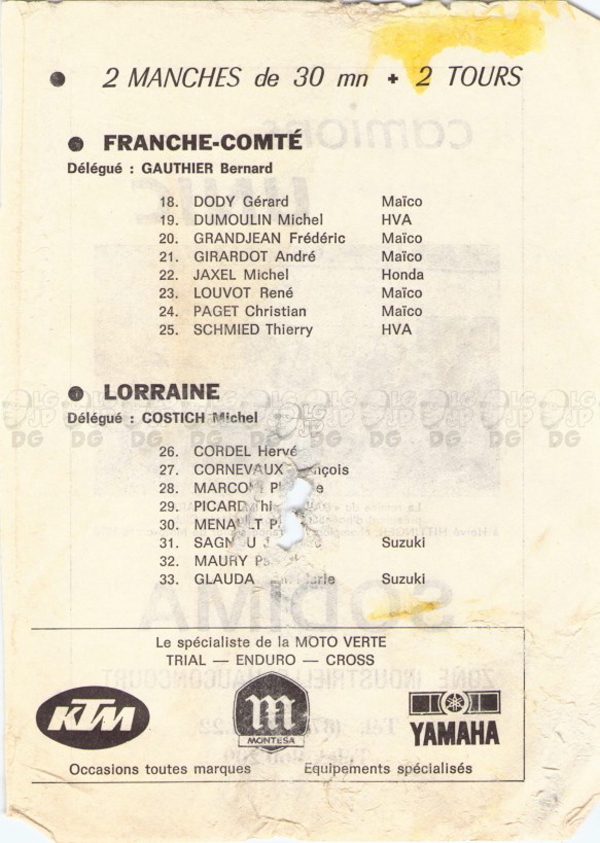 ● 2 MANCHES de 30 mn + 2 TOURS
● FRANCHE-COMTÉ
Délégué : GAUTHIER Bernard
18. DODY Gérard Maïco
19. DUMOULIN Michel HVA
20. GRANDJEAN Frédéric Maïco
21. GIRARDOT André Maïco
22. JAXEL Michel Honda
23. LOUVOT René Maïco
24. PAGET Christian Maïco
25. SCHMIED Thierry HVA
● LORRAINE
Délégué : COSTICH Michel
26. CORDEL Hervé
27. CORNEVAUX
28.
29. PICARD
30.
31. Suzuki
32. MAURY
33. GLAUDA Suzuki
Le spécialiste de la MOTO VERTE
TRIAL — ENDURO — CROSS
KTM
m
MONTESA
YAMAHA
Occasions toutes marques Equipements spécialisés